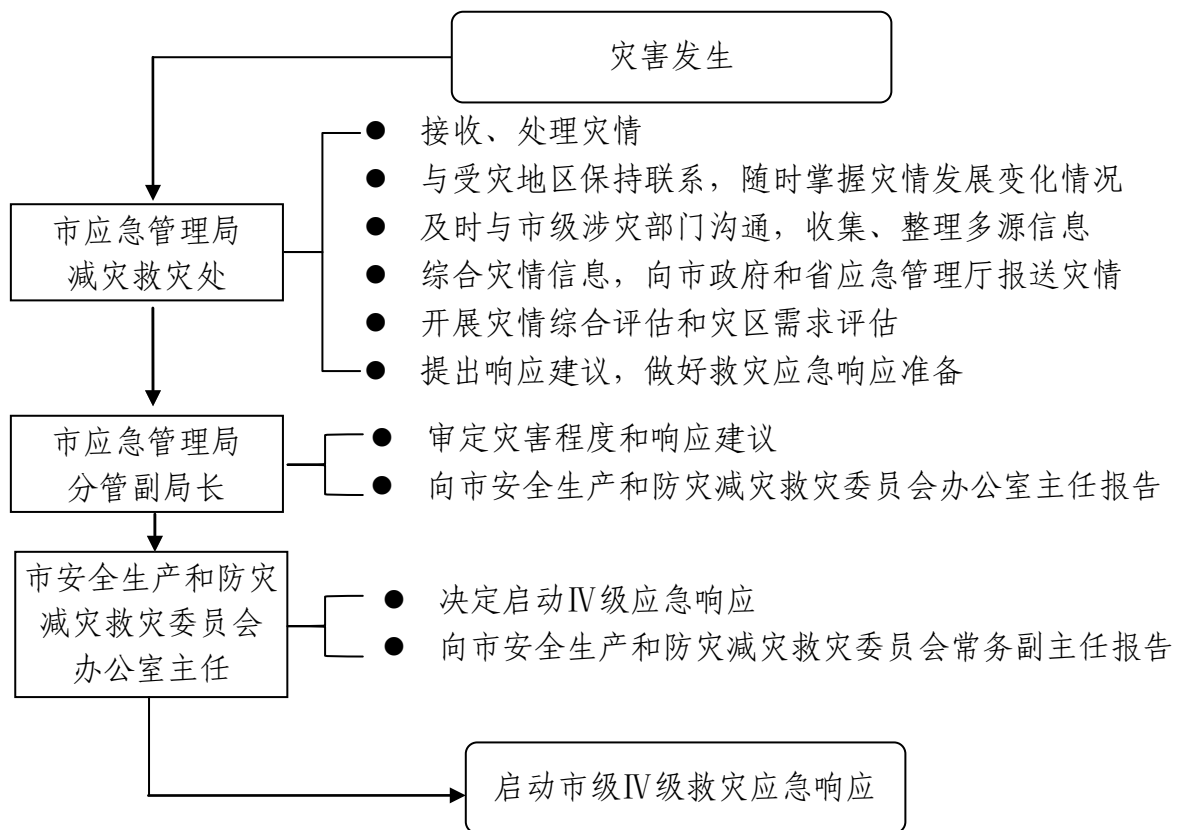 灾害发生
● 接收、处理灾情
● 与受灾地区保持联系，随时掌握灾情发展变化情况
● 及时与市级涉灾部门沟通，收集、整理多源信息
● 综合灾情信息，向市政府和省应急管理厅报送灾情
● 开展灾情综合评估和灾区需求评估
● 提出响应建议，做好救灾应急响应准备
市应急管理局
减灾救灾处
市应急管理局
分管副局长
● 审定灾害程度和响应建议
● 向市安全生产和防灾减灾救灾委员会办公室主任报告
市安全生产和防灾
减灾救灾委员会
办公室主任
● 决定启动Ⅳ级应急响应
● 向市安全生产和防灾减灾救灾委员会常务副主任报告
启动市级Ⅳ级救灾应急响应